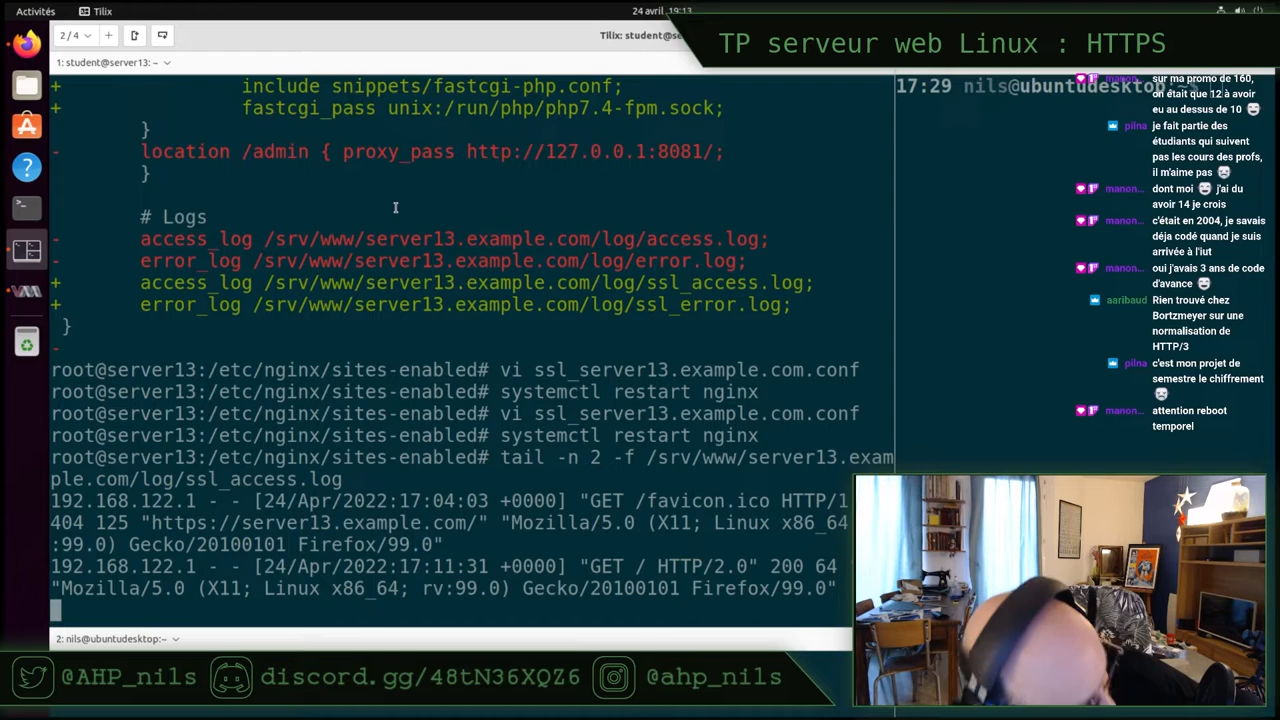 Activités
Tilix
24 avril 19:13
TP serveur web Linux : HTTPS
2/4
Tilix: student@se
1: student@server13: ~
+ include snippets/fastcgi-php.conf;
+ fastcgi_pass unix:/run/php/php7.4-fpm.sock;
}
- location /admin { proxy_pass http://127.0.0.1:8081/;
}
# Logs
- access_log /srv/www/server13.example.com/log/access.log;
- error_log /srv/www/server13.example.com/log/error.log;
+ access_log /srv/www/server13.example.com/log/ssl_access.log;
+ error_log /srv/www/server13.example.com/log/ssl_error.log;
}
-
root@server13:/etc/nginx/sites-enabled# vi ssl_server13.example.com.conf
root@server13:/etc/nginx/sites-enabled# systemctl restart nginx
root@server13:/etc/nginx/sites-enabled# vi ssl_server13.example.com.conf
root@server13:/etc/nginx/sites-enabled# systemctl restart nginx
root@server13:/etc/nginx/sites-enabled# tail -n 2 -f /srv/www/server13.exam
ple.com/log/ssl_access.log
192.168.122.1 - - [24/Apr/2022:17:04:03 +0000] "GET /favicon.ico HTTP/1
404 125 "https://server13.example.com/" "Mozilla/5.0 (X11; Linux x86_64
:99.0) Gecko/20100101 Firefox/99.0"
192.168.122.1 - - [24/Apr/2022:17:11:31 +0000] "GET / HTTP/2.0" 200 64
"Mozilla/5.0 (X11; Linux x86_64; rv:99.0) Gecko/20100101 Firefox/99.0"
2: nils@ubuntudesktop:~
17:29 nils@ubuntudesktop:~$
manon... sur ma promo de 160,
on était que 12 à avoir
eu au dessus de 10
pilna je fait partie des
étudiants qui suivent
pas les cours des profs,
il m'aime pas
manon... dont moi j'ai du
avoir 14 je crois
manon... c'était en 2004, je savais
déja codé quand je suis
arrivée à l'iut
manon... oui j'avais 3 ans de code
d'avance
aaribaud Rien trouvé chez
Bortzmeyer sur une
normalisation de
HTTP/3
pilna c'est mon projet de
semestre le chiffrement
manon... attention reboot
temporel
@AHP_nils
discord.gg/48tN36XQZ6
@ahp_nils